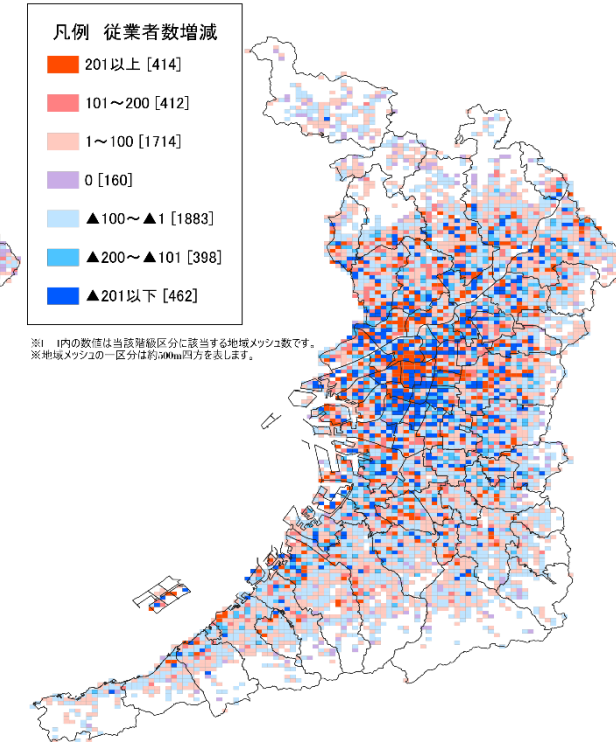 凡例 従業者数増減
201以上 [414]
101～200 [412]
1～100 [1714]
0 [160]
▲100～▲1 [1883]
▲200～▲101 [398]
▲201以下 [462]
※[ ]内の数値は当該階級区分に該当する地域メッシュ数です。
※地域メッシュの一区分は約500m四方を表します。